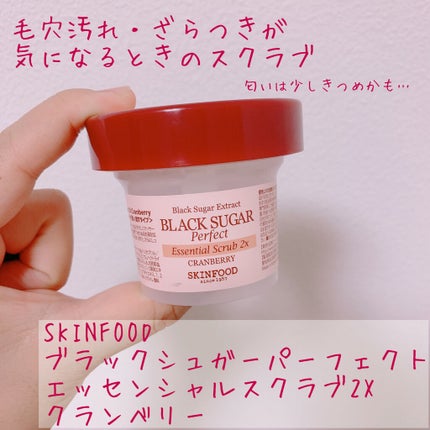 毛穴汚れ・ざらつきが
気になるときのスクラブ
匂いは少しきつめかも…
Cranberry
Black Sugar Extract
BLACK SUGAR
Perfect
Essential Scrub 2x
CRANBERRY
SKINFOOD
since 1957
SKINFOOD
ブラックシュガーパーフェクト
エッセンシャルスクラブ2X
クランベリー